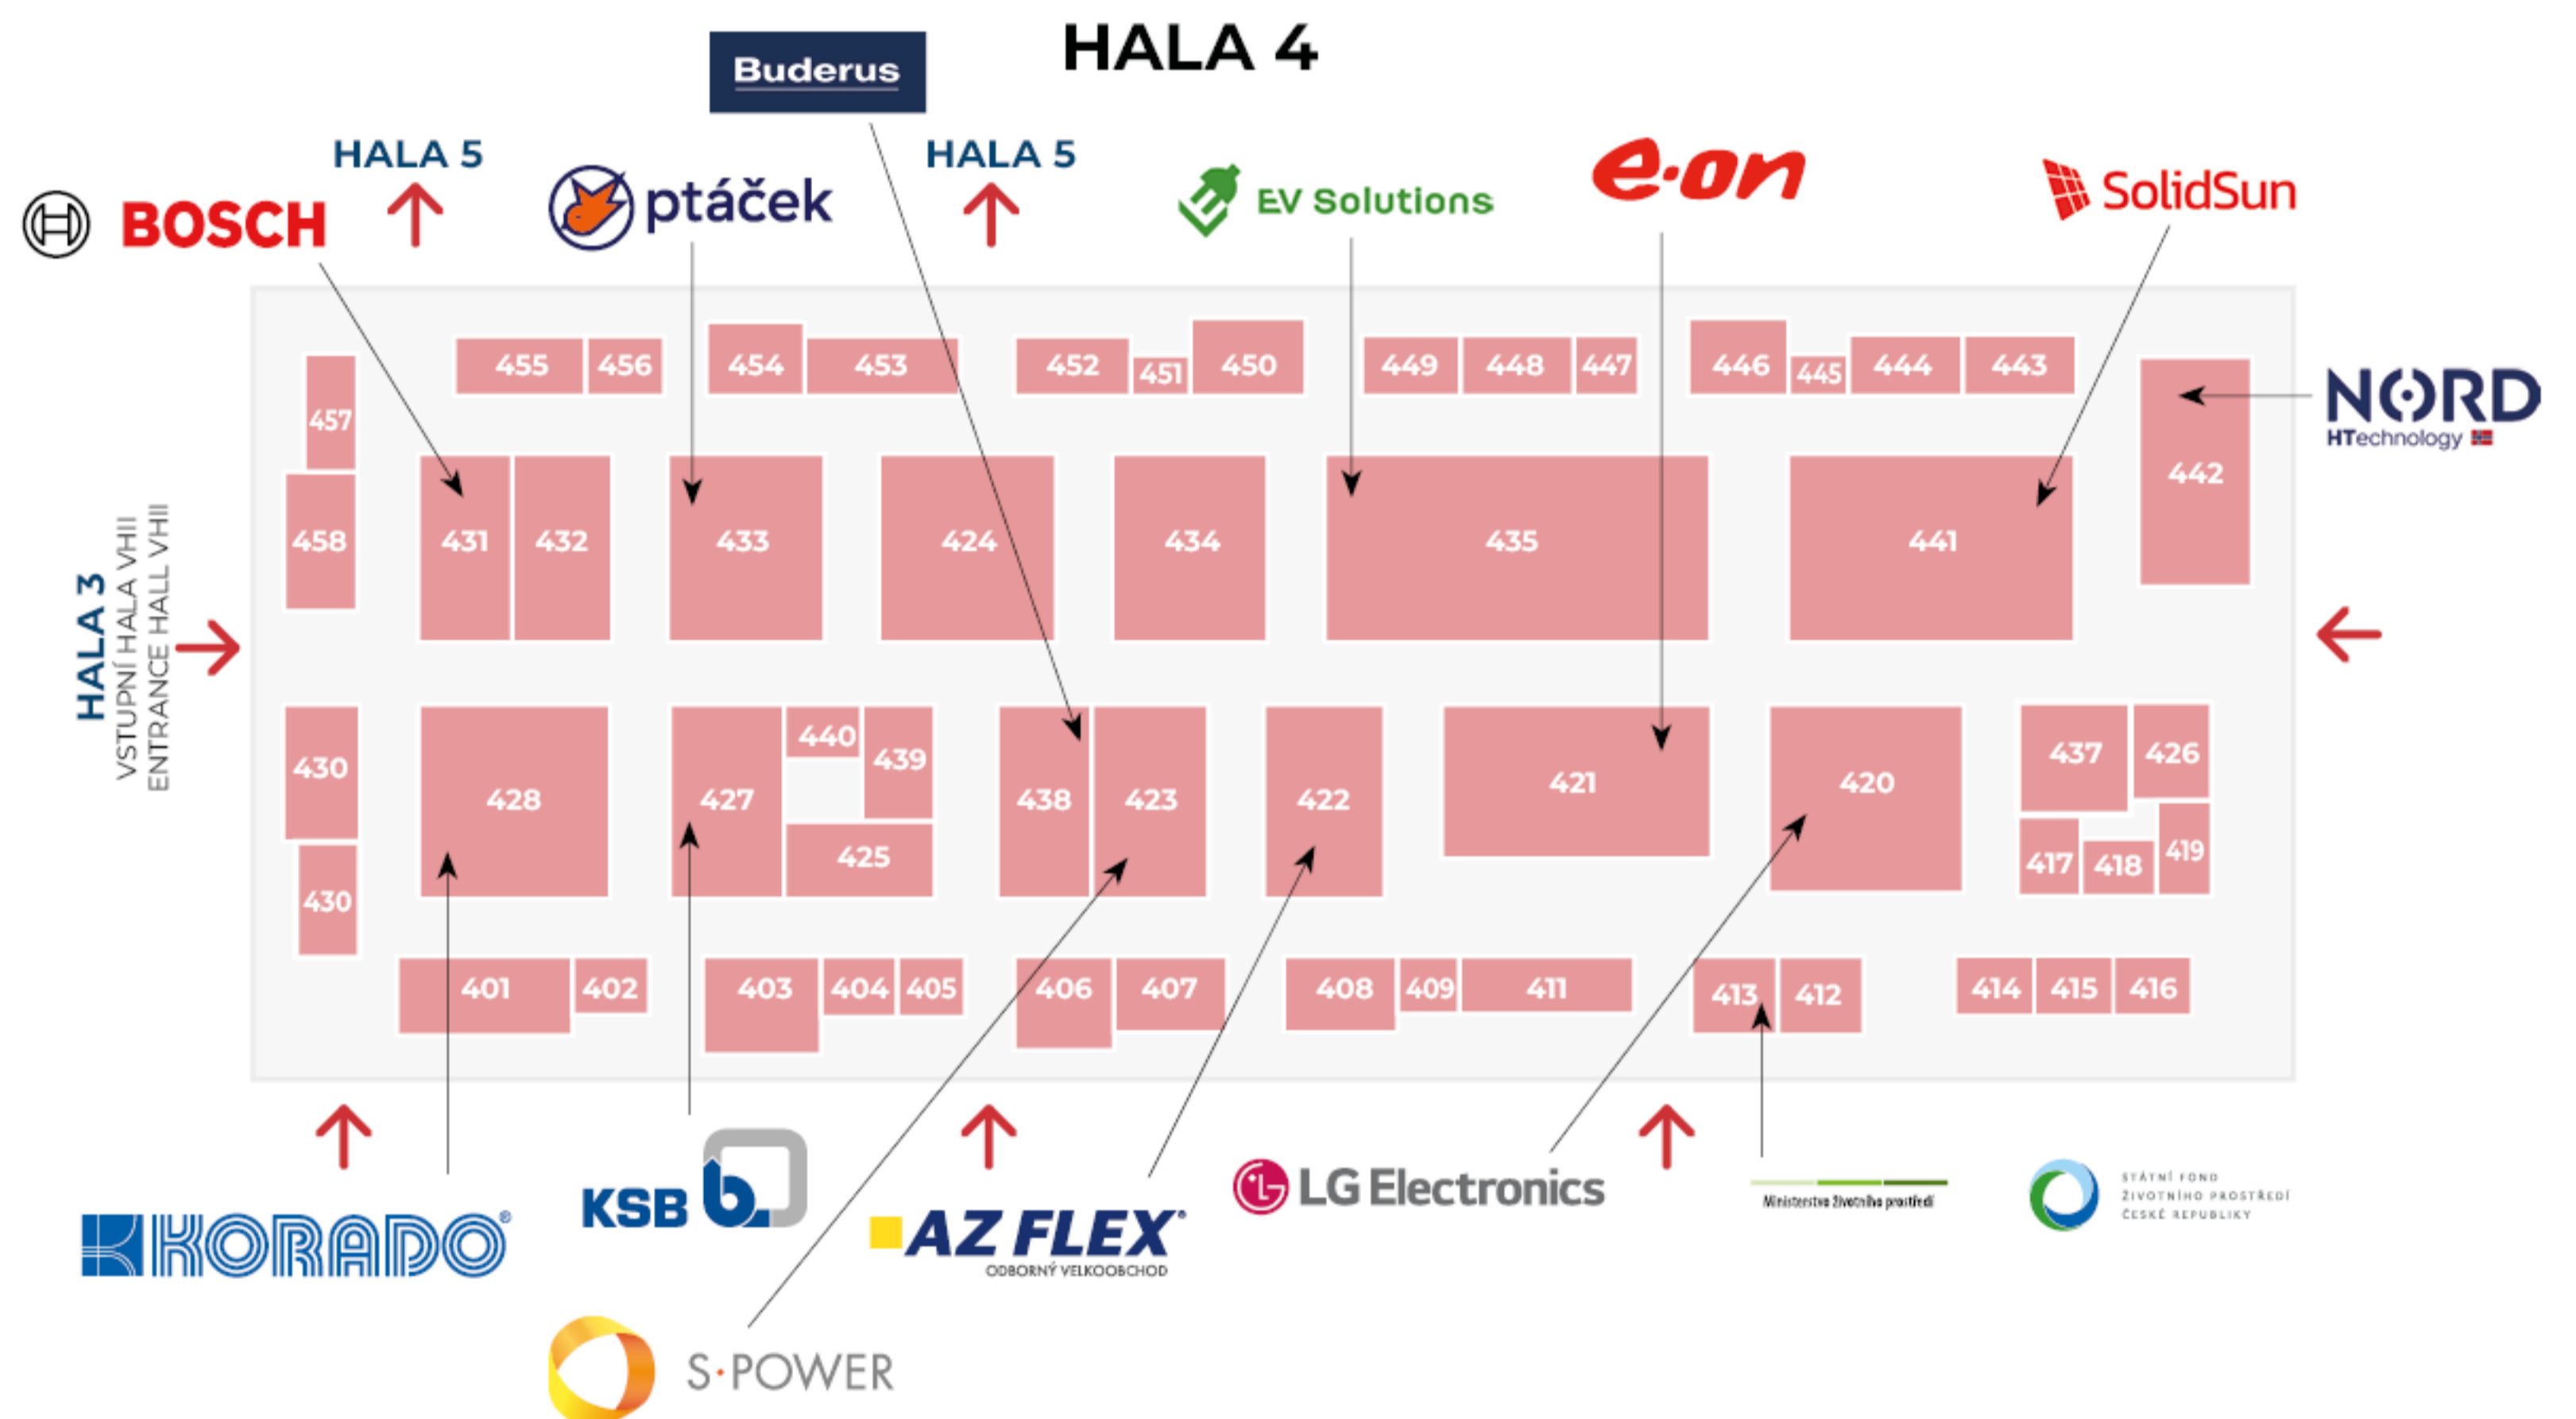 HALA 4
Buderus
HALA 5
HALA 5
BOSCH
ptáček
EV Solutions
e·on
SolidSun
NORD
HTechnology
455 456 454 453 452 451 450 449 448 447 446 445 444 443
457
442
458 431 432 433 424 434 435 441
HALA 3
VSTUPNÍ HALA VHII
ENTRANCE HALL VHII
430 428 427 440 439 438 423 422 421 420 437 426
425 417 418 419
430
401 402 403 404 405 406 407 408 409 411 413 412 414 415 416
KORADO®
KSB
AZ FLEX
ODBORNÝ VELKOOBCHOD
LG Electronics
Ministerstvo životního prostředí
STÁTNÍ FOND
ŽIVOTNÍHO PROSTŘEDÍ
ČESKÉ REPUBLIKY
S·POWER